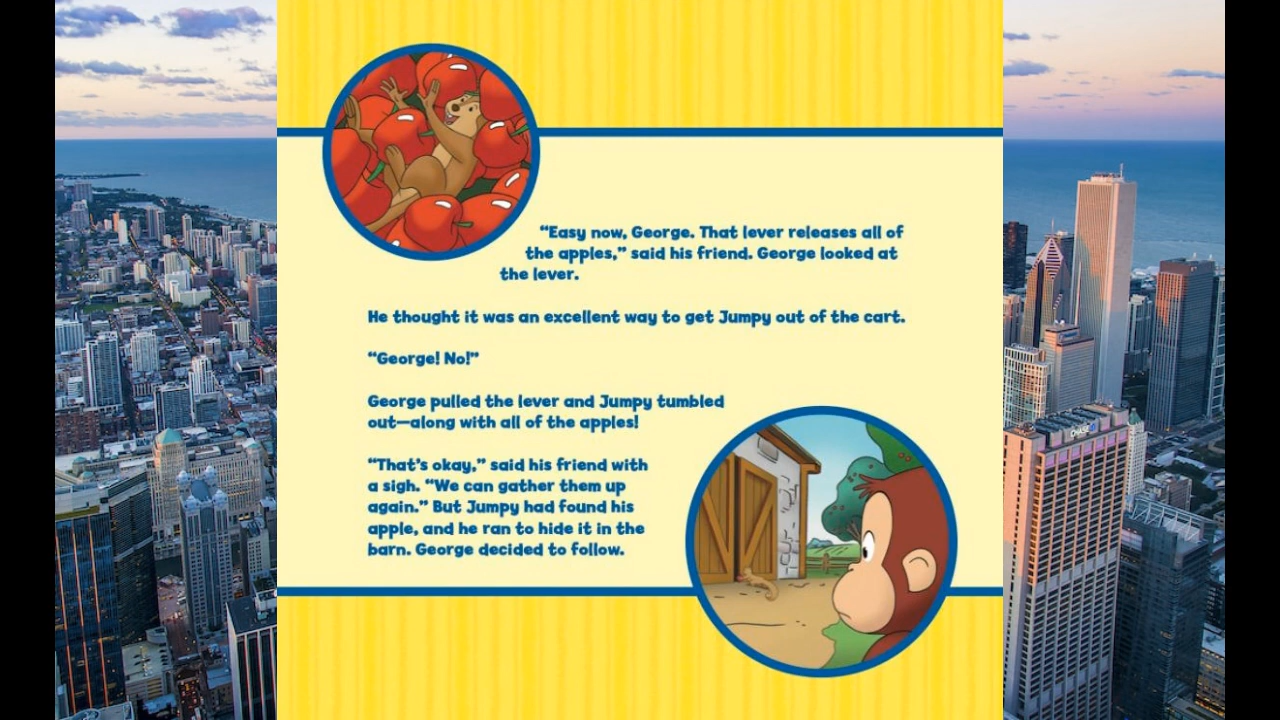 “Easy now, George. That lever releases all of
the apples,” said his friend. George looked at
the lever.
He thought it was an excellent way to get Jumpy out of the cart.
“George! No!”
George pulled the lever and Jumpy tumbled
out—along with all of the apples!
“That’s okay,” said his friend with
a sigh. “We can gather them up
again.” But Jumpy had found his
apple, and he ran to hide it in the
barn. George decided to follow.
CHASE